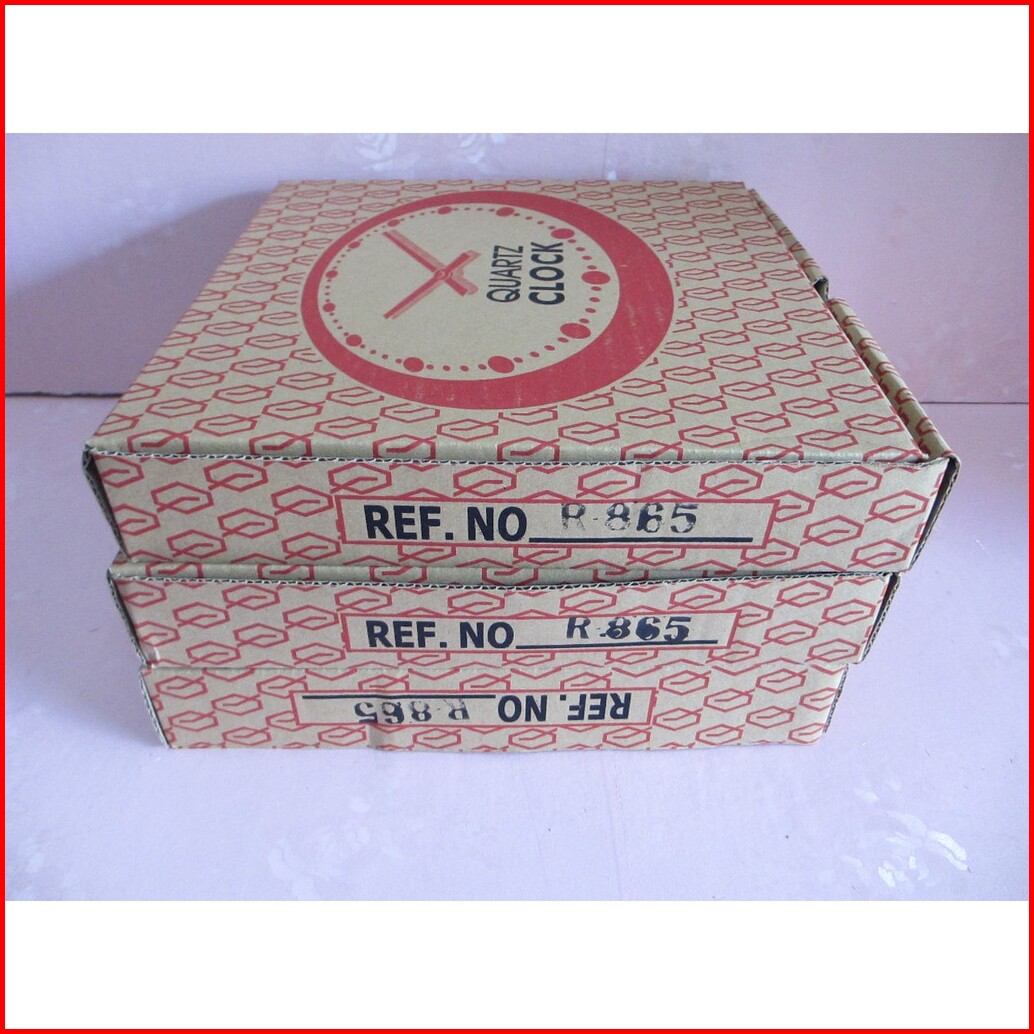 QUARTZ
CLOCK
REF. NO R-865
REF. NO R-865
REF. NO R-865